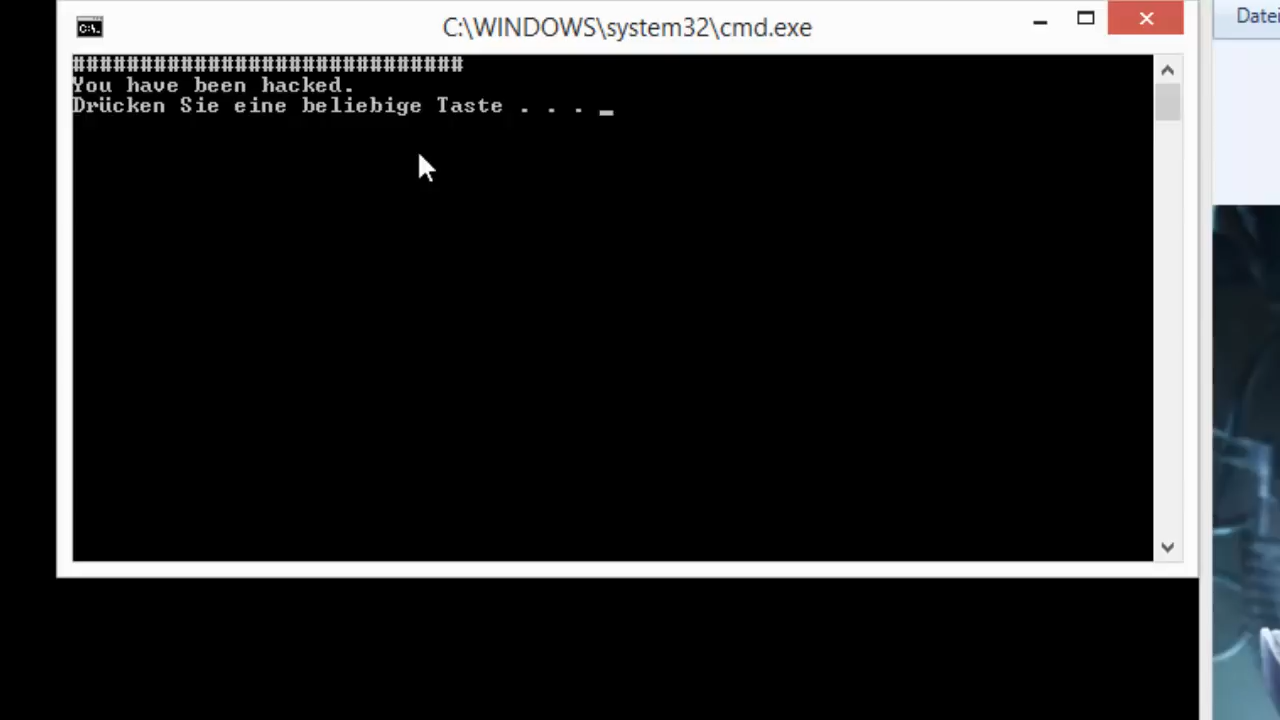 C:\WINDOWS\system32\cmd.exe
Datei
C:\.
#############################
You have been hacked.
Drücken Sie eine beliebige Taste . . . _